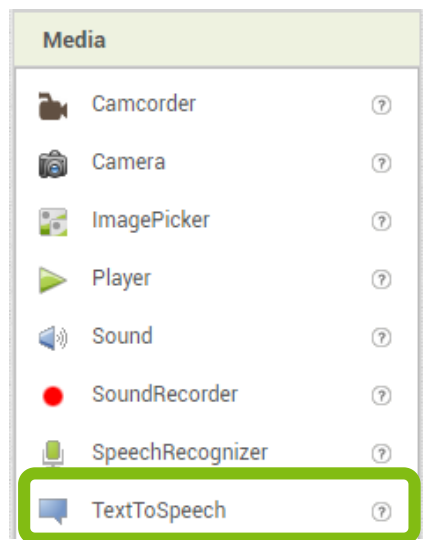 Media
Camcorder ?
Camera ?
ImagePicker ?
Player ?
Sound ?
SoundRecorder ?
SpeechRecognizer ?
TextToSpeech ?